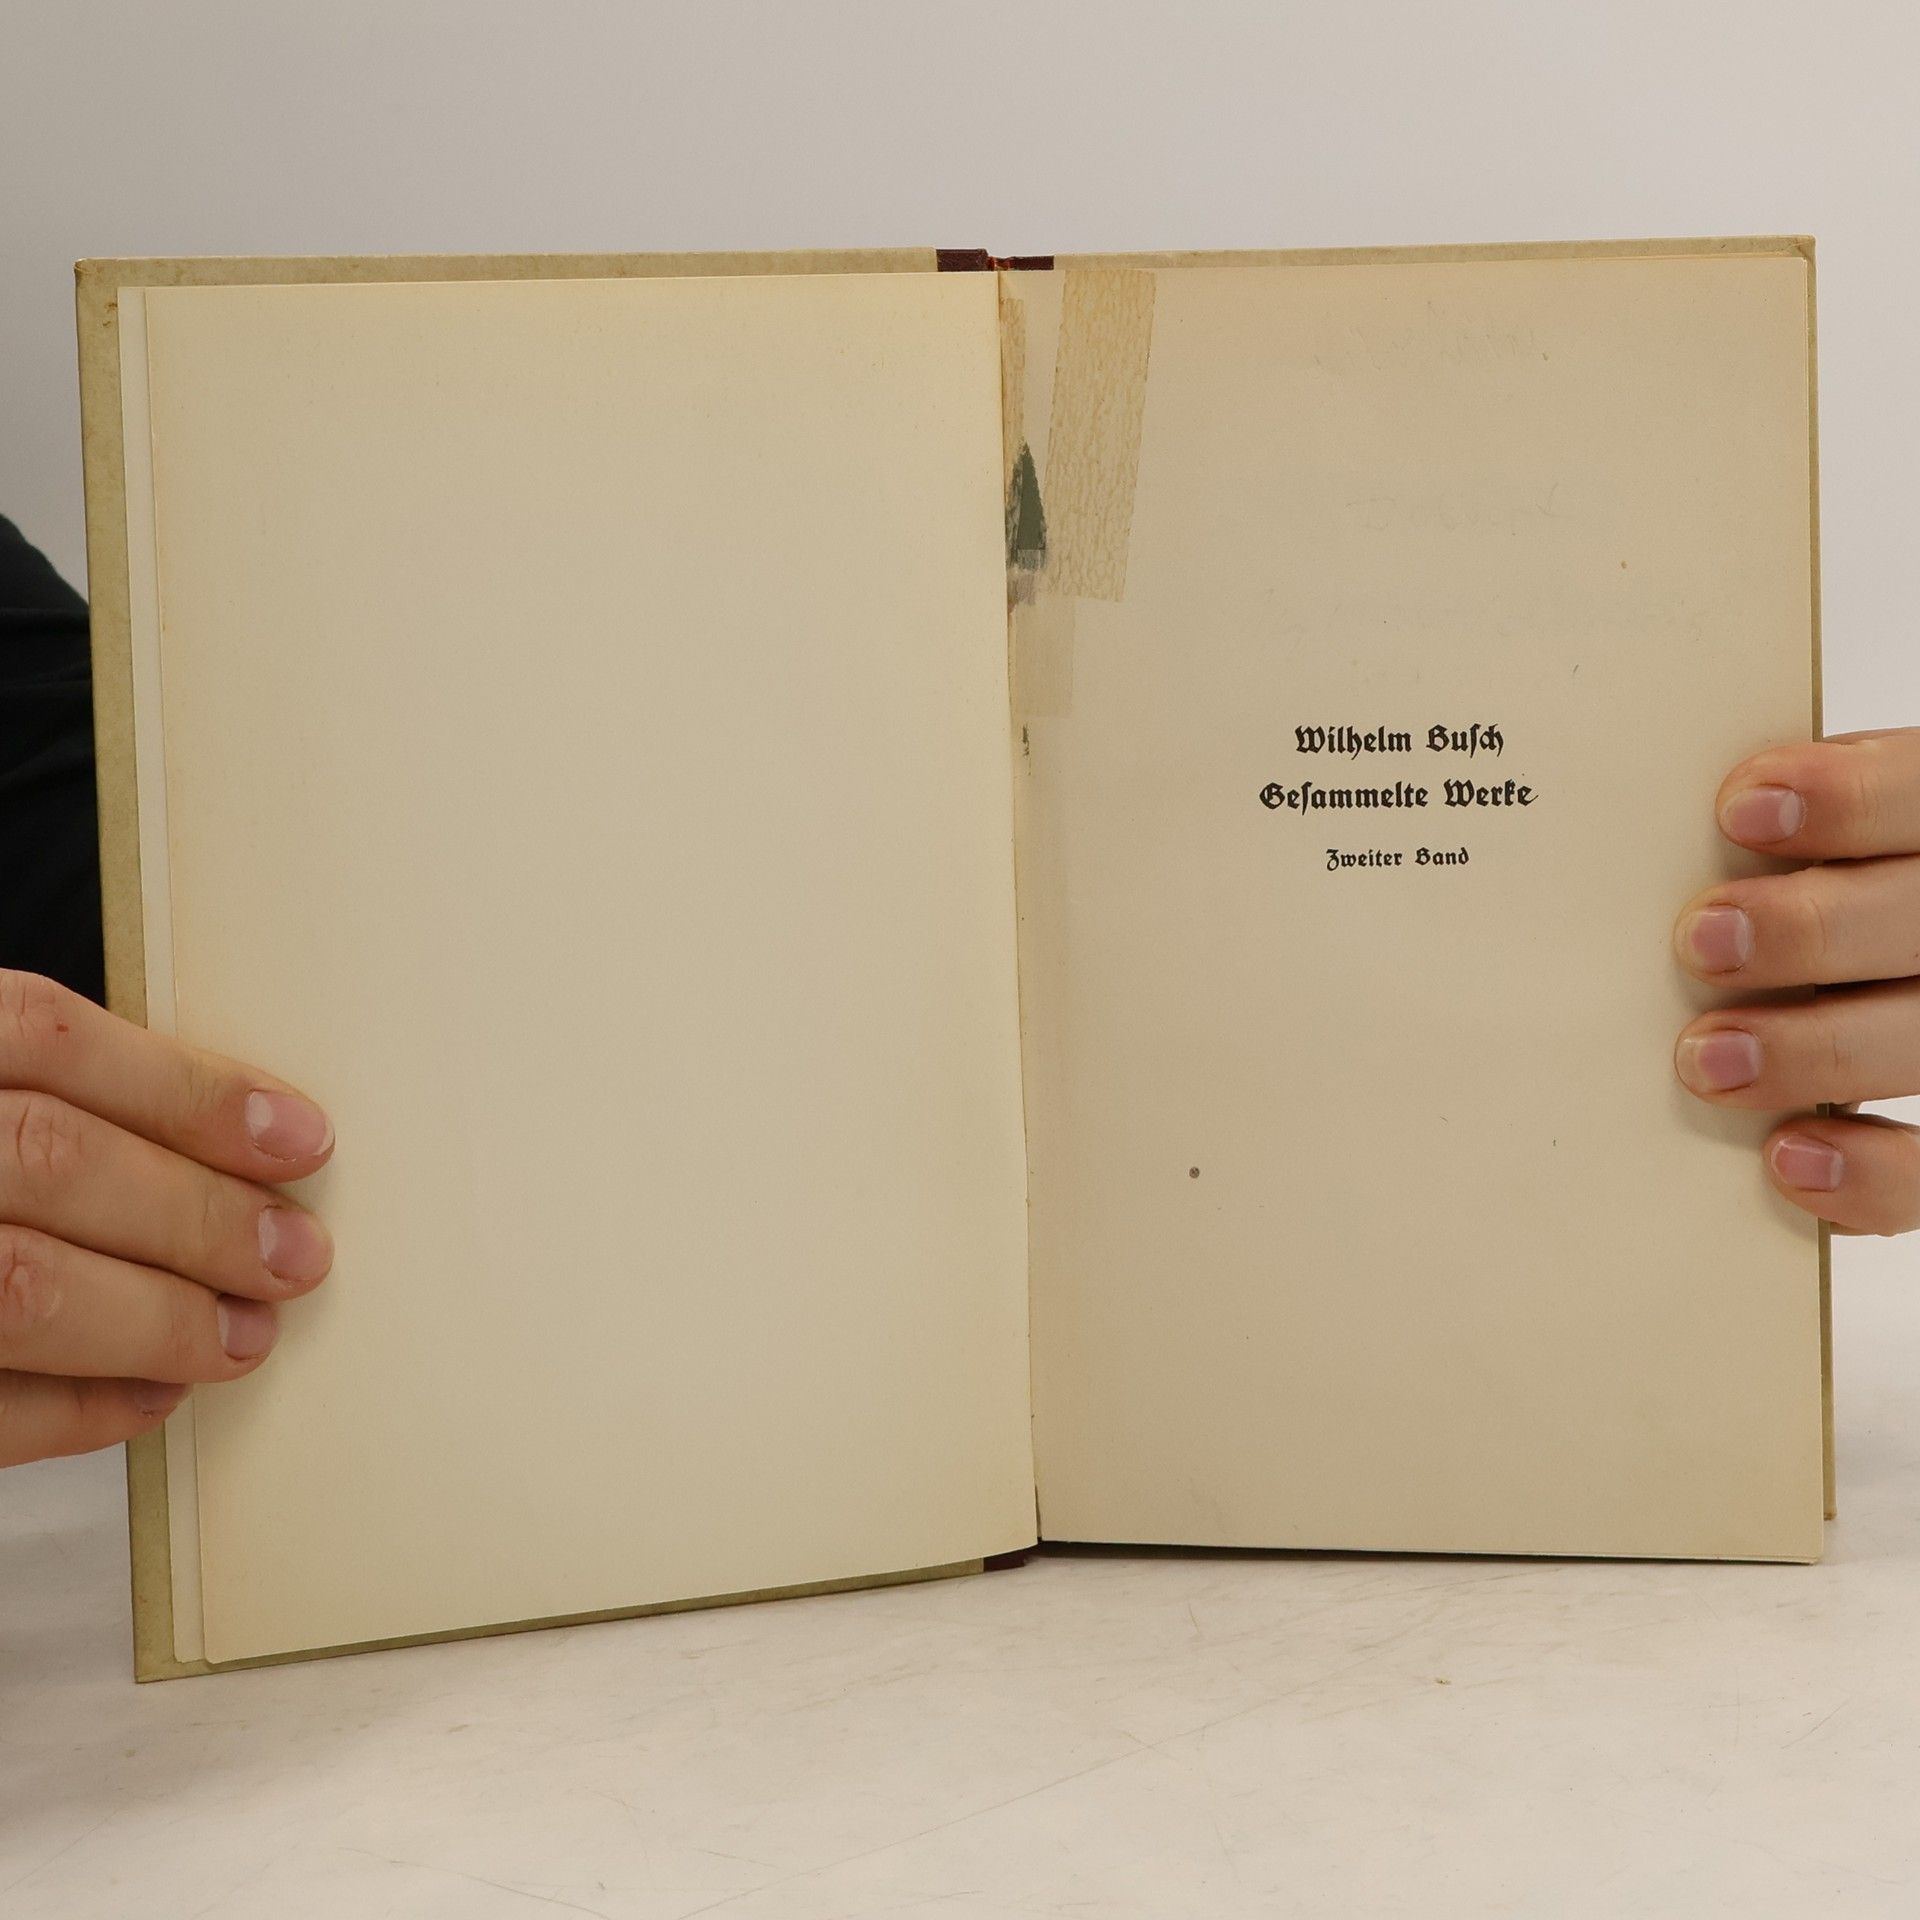 Wilhelm Buſch
Geſammelte Werke
Zweiter Band